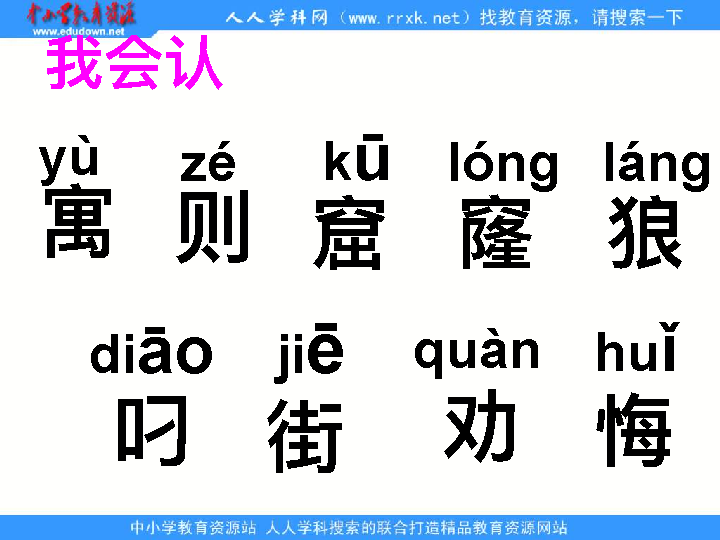 中小学教育资源
www.edudown.net
人人学科网（www.rrxk.net）找教育资源，请搜索一下
我会认
yù zé kū lóng láng
寓 则 窟 窿 狼
diāo jiē quàn huǐ
叼 街 劝 悔
中小学教育资源站 人人学科搜索的联合打造精品教育资源网站